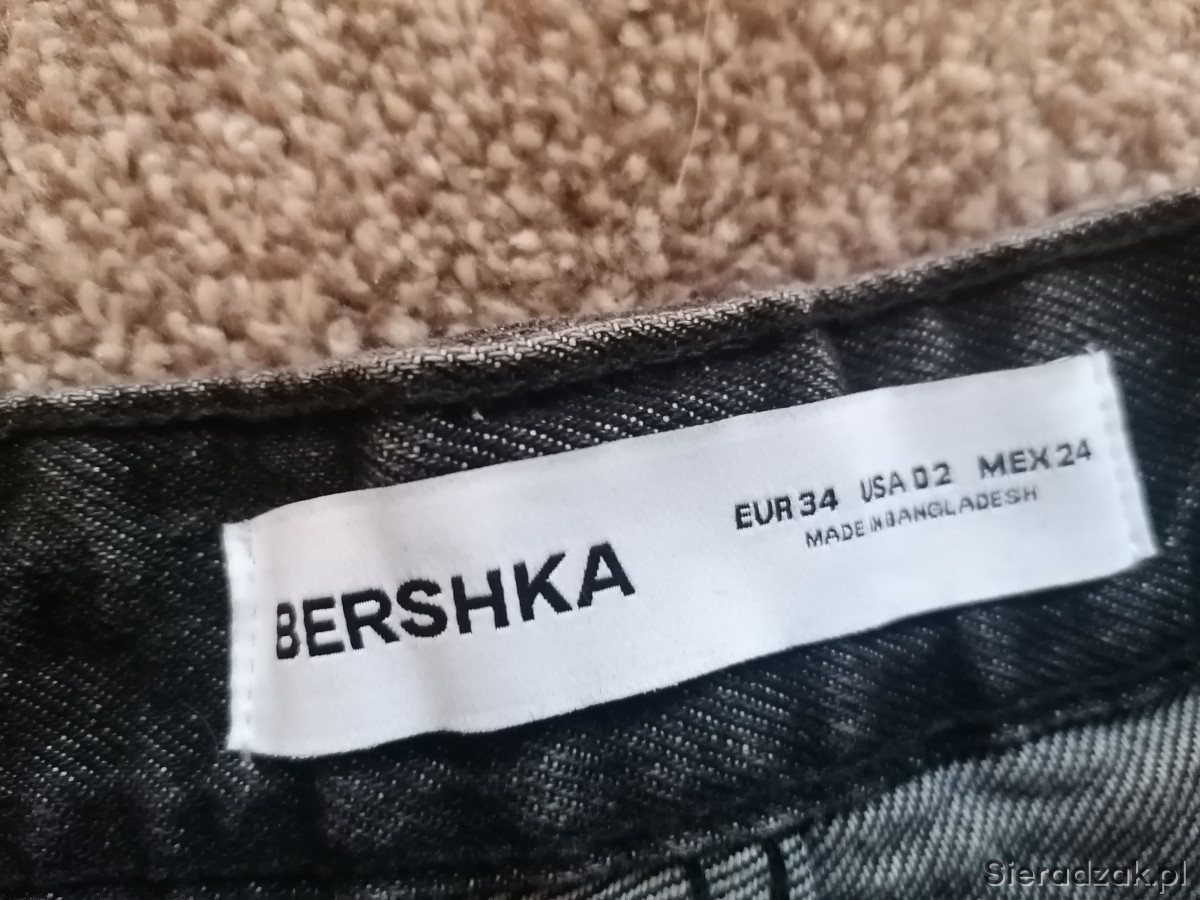 BERSHKA
EUR 34 USA 02 MEX 24
MADE IN BANGLADESH
Sieradzak.pl